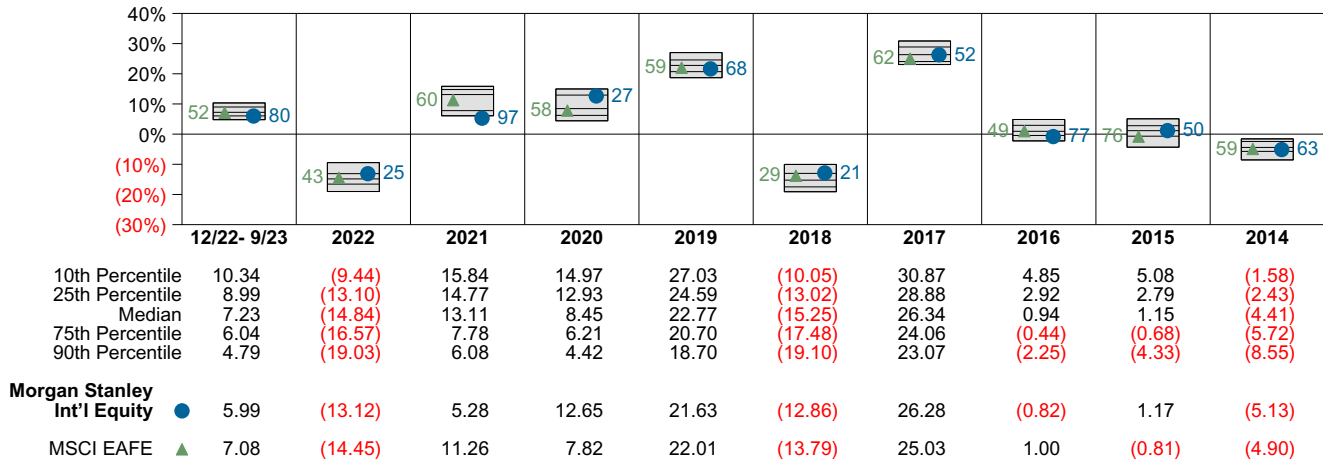 40%
30%
20%
10%
0%
(10%)
(20%)
(30%)
52 80
43 25
60 97
58 27
59 68
29 21
62 52
49 77
76 50
59 63
12/22- 9/23 2022 2021 2020 2019 2018 2017 2016 2015 2014
10th Percentile 10.34 (9.44) 15.84 14.97 27.03 (10.05) 30.87 4.85 5.08 (1.58)
25th Percentile 8.99 (13.10) 14.77 12.93 24.59 (13.02) 28.88 2.92 2.79 (2.43)
Median 7.23 (14.84) 13.11 8.45 22.77 (15.25) 26.34 0.94 1.15 (4.41)
75th Percentile 6.04 (16.57) 7.78 6.21 20.70 (17.48) 24.06 (0.44) (0.68) (5.72)
90th Percentile 4.79 (19.03) 6.08 4.42 18.70 (19.10) 23.07 (2.25) (4.33) (8.55)
Morgan Stanley
Int'l Equity 5.99 (13.12) 5.28 12.65 21.63 (12.86) 26.28 (0.82) 1.17 (5.13)
MSCI EAFE 7.08 (14.45) 11.26 7.82 22.01 (13.79) 25.03 1.00 (0.81) (4.90)